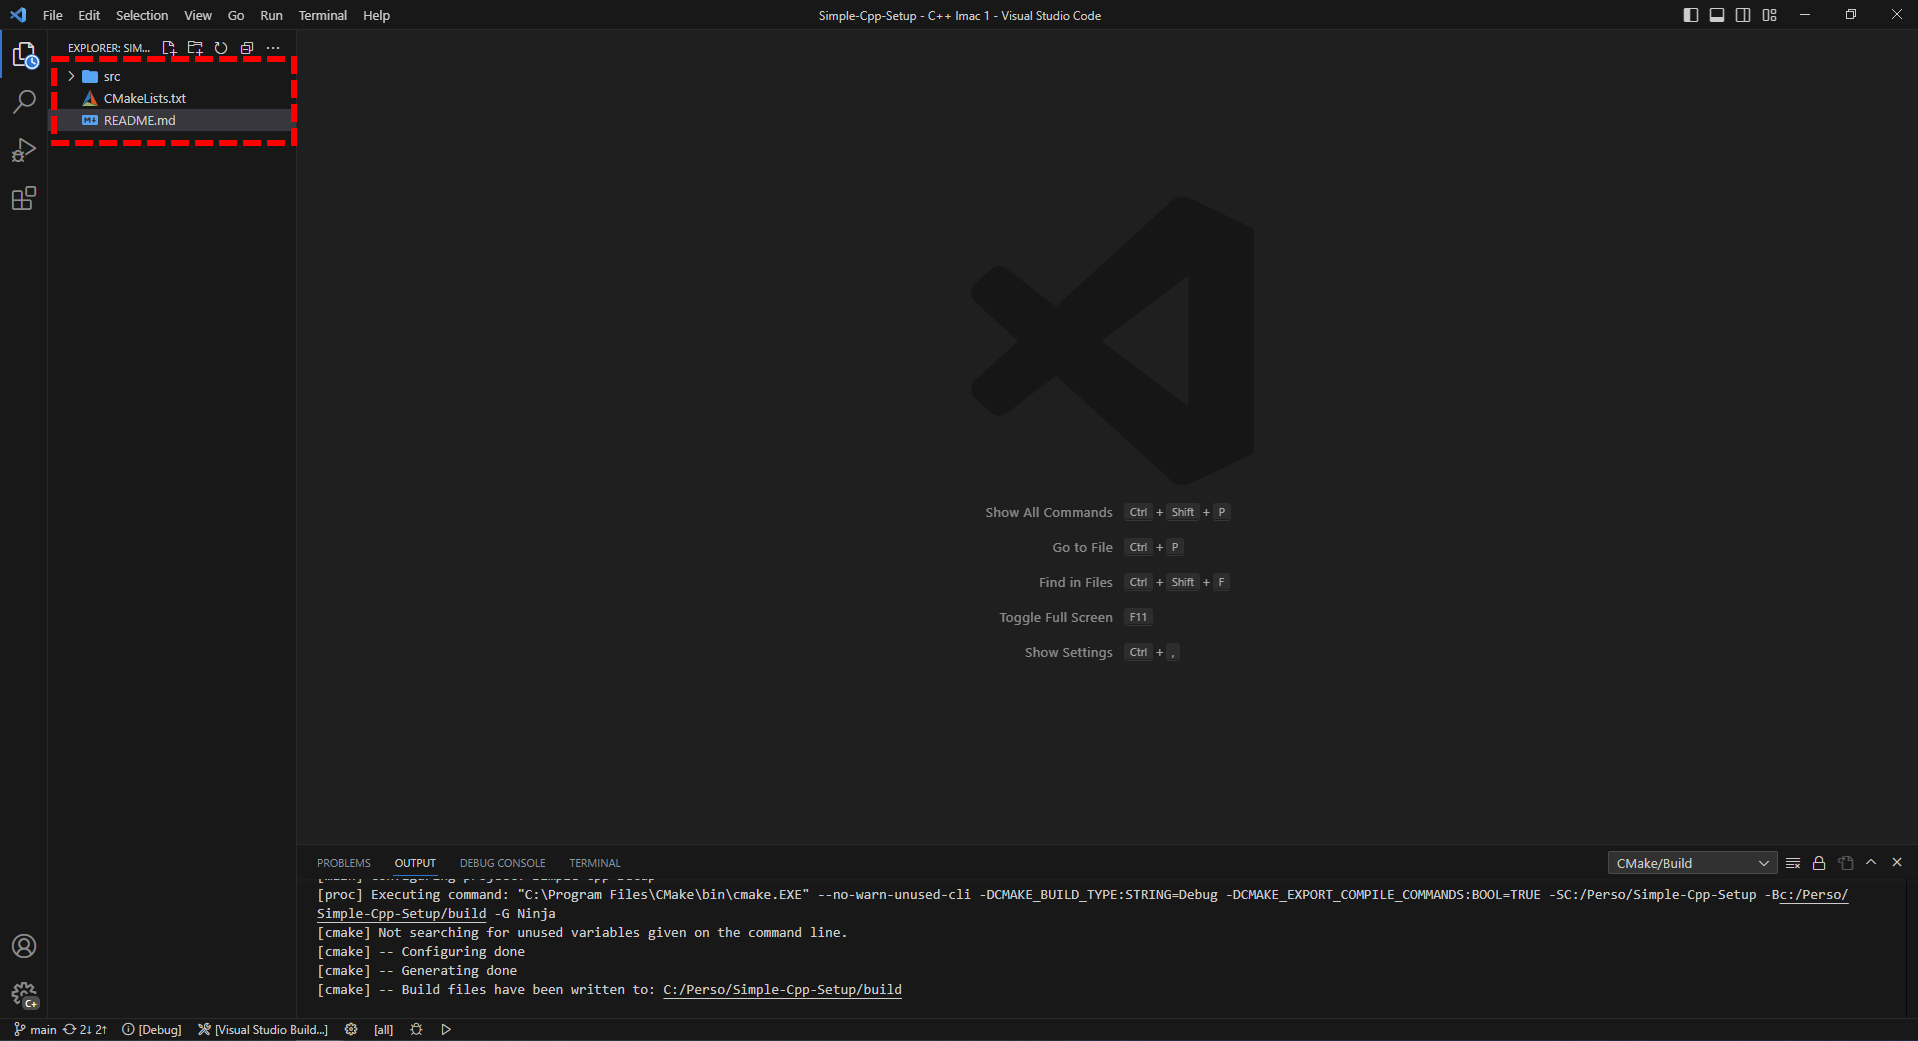 File Edit Selection View Go Run Terminal Help
Simple-Cpp-Setup - C++ Imac 1 - Visual Studio Code
EXPLORER: SIM...
src
CMakeLists.txt
README.md
Show All Commands Ctrl + Shift + P
Go to File Ctrl + P
Find in Files Ctrl + Shift + F
Toggle Full Screen F11
Show Settings Ctrl + ,
PROBLEMS OUTPUT DEBUG CONSOLE TERMINAL
CMake/Build
[main] Configuring project: Simple-Cpp-Setup
[proc] Executing command: "C:\Program Files\CMake\bin\cmake.EXE" --no-warn-unused-cli -DCMAKE_BUILD_TYPE:STRING=Debug -DCMAKE_EXPORT_COMPILE_COMMANDS:BOOL=TRUE -SC:/Perso/Simple-Cpp-Setup -Bc:/Perso/
Simple-Cpp-Setup/build -G Ninja
[cmake] Not searching for unused variables given on the command line.
[cmake] -- Configuring done
[cmake] -- Generating done
[cmake] -- Build files have been written to: C:/Perso/Simple-Cpp-Setup/build
C+
main 2↓ 2↑ [Debug] [Visual Studio Build...] [all]